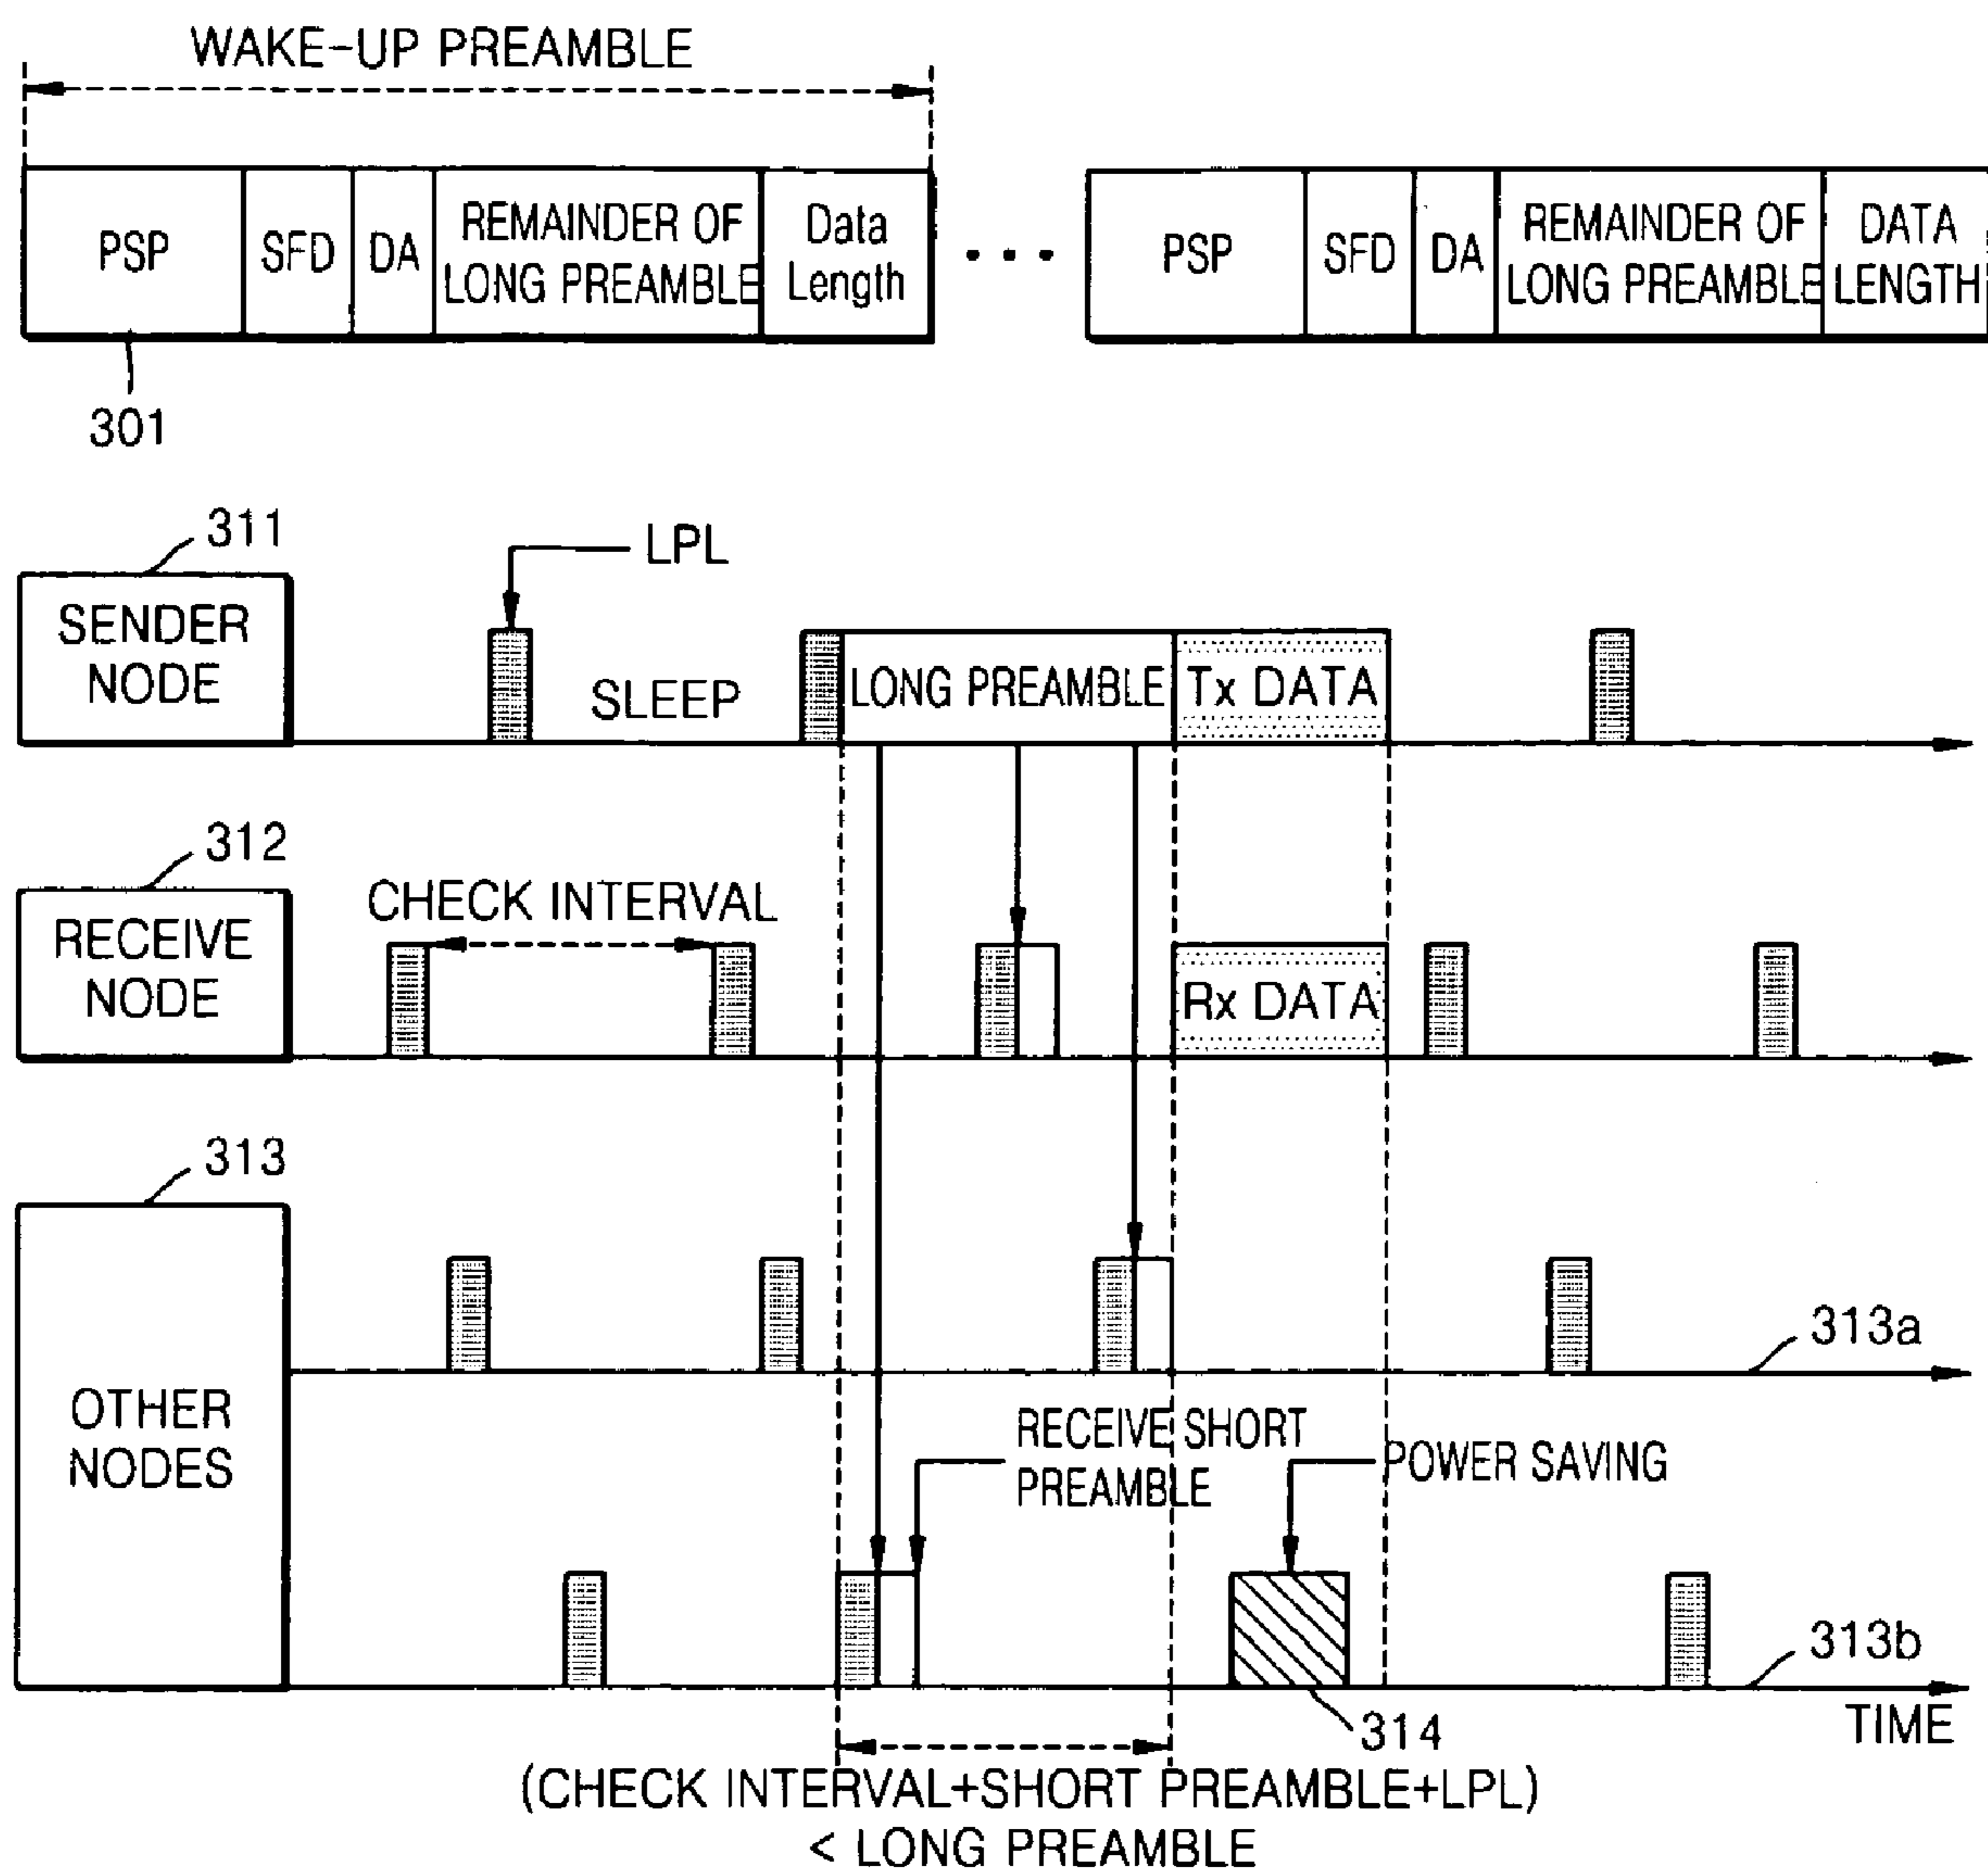 WAKE-UP PREAMBLE
PSP
SFD
DA
REMAINDER OF
LONG PREAMBLE
Data
Length
...
PSP
SFD
DA
REMAINDER OF
LONG PREAMBLE
DATA
LENGTH
301
311
SENDER
NODE
LPL
SLEEP
LONG PREAMBLE
Tx DATA
312
RECEIVE
NODE
CHECK INTERVAL
Rx DATA
313
OTHER
NODES
313a
RECEIVE SHORT
PREAMBLE
POWER SAVING
313b
314
TIME
(CHECK INTERVAL+SHORT PREAMBLE+LPL)
< LONG PREAMBLE